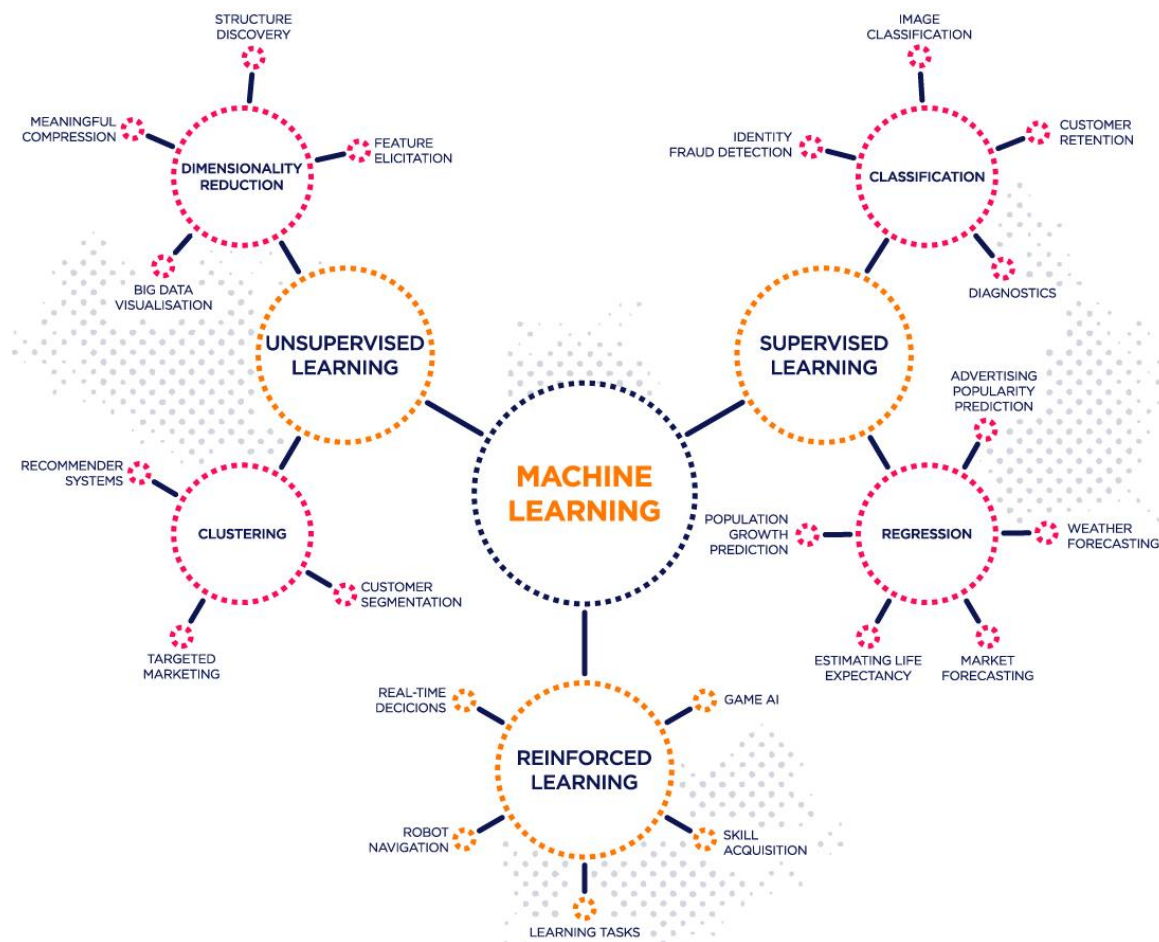 STRUCTURE
DISCOVERY
MEANINGFUL
COMPRESSION
FEATURE
ELICITATION
DIMENSIONALITY
REDUCTION
BIG DATA
VISUALISATION
UNSUPERVISED
LEARNING
RECOMMENDER
SYSTEMS
CLUSTERING
CUSTOMER
SEGMENTATION
TARGETED
MARKETING
MACHINE
LEARNING
IMAGE
CLASSIFICATION
IDENTITY
FRAUD DETECTION
CUSTOMER
RETENTION
CLASSIFICATION
DIAGNOSTICS
SUPERVISED
LEARNING
ADVERTISING
POPULARITY
PREDICTION
POPULATION
GROWTH
PREDICTION
REGRESSION
WEATHER
FORECASTING
ESTIMATING LIFE
EXPECTANCY
MARKET
FORECASTING
REAL-TIME
DECICIONS
GAME AI
REINFORCED
LEARNING
ROBOT
NAVIGATION
SKILL
ACQUISITION
LEARNING TASKS